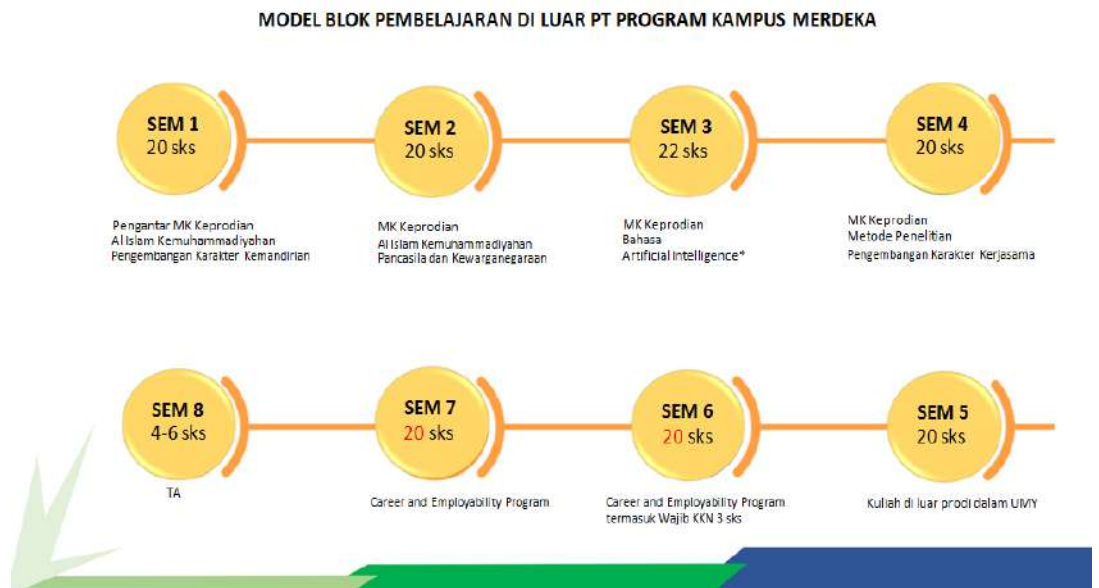 MODEL BLOK PEMBELAJARAN DI LUAR PT PROGRAM KAMPUS MERDEKA
SEM 1
20 sks
Pengantar MK Keprodian
Al Islam Kemuhammadiyahan
Pengembangan Karakter Kemandirian
SEM 2
20 sks
MK Keprodian
Al Islam Kemuhammadiyahan
Pancasila dan Kewarganegaraan
SEM 3
22 sks
MK Keprodian
Bahasa
Artificial Intelligence*
SEM 4
20 sks
MK Keprodian
Metode Penelitian
Pengembangan Karakter Kerjasama
SEM 8
4-6 sks
TA
SEM 7
20 sks
Career and Employability Program
SEM 6
20 sks
Career and Employability Program
termasuk Wajib KKN 3 sks
SEM 5
20 sks
Kuliah di luar prodi dalam UMY